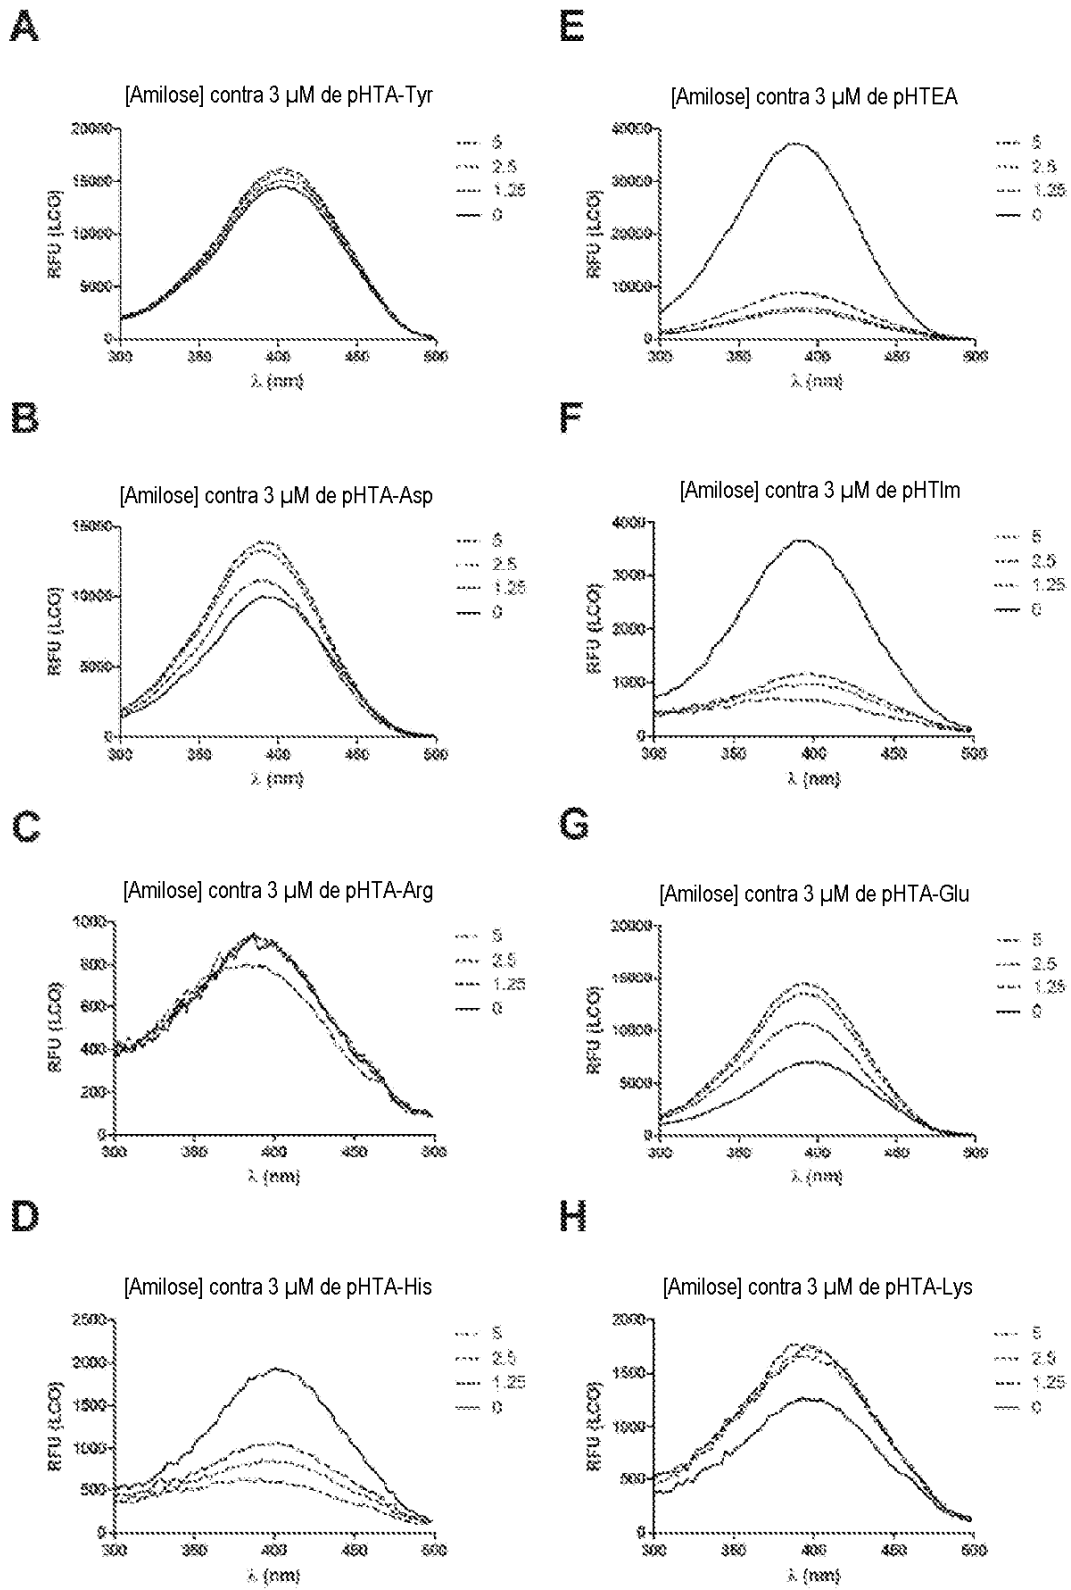 A
[Amilose] contra 3 µM de pHTA-Tyr
20000
15000
10000
5000
0
300 350 400 450 500
RFU (LCO)
λ (nm)
5
2.5
1.25
0
E
[Amilose] contra 3 µM de pHTEA
40000
30000
20000
10000
0
300 350 400 450 500
RFU (LCO)
λ (nm)
5
2.5
1.25
0
B
[Amilose] contra 3 µM de pHTA-Asp
15000
10000
5000
0
300 350 400 450 500
RFU (LCO)
λ (nm)
5
2.5
1.25
0
F
[Amilose] contra 3 µM de pHTIm
4000
3000
2000
1000
0
300 350 400 450 500
RFU (LCO)
λ (nm)
5
2.5
1.25
0
C
[Amilose] contra 3 µM de pHTA-Arg
1000
800
600
400
200
0
300 350 400 450 500
RFU (LCO)
λ (nm)
5
2.5
1.25
0
G
[Amilose] contra 3 µM de pHTA-Glu
20000
15000
10000
5000
0
300 350 400 450 500
RFU (LCO)
λ (nm)
5
2.5
1.25
0
D
[Amilose] contra 3 µM de pHTA-His
2500
2000
1500
1000
500
0
300 350 400 450 500
RFU (LCO)
λ (nm)
5
2.5
1.25
0
H
[Amilose] contra 3 µM de pHTA-Lys
2000
1500
1000
500
0
300 350 400 450 500
RFU (LCO)
λ (nm)
5
2.5
1.25
0